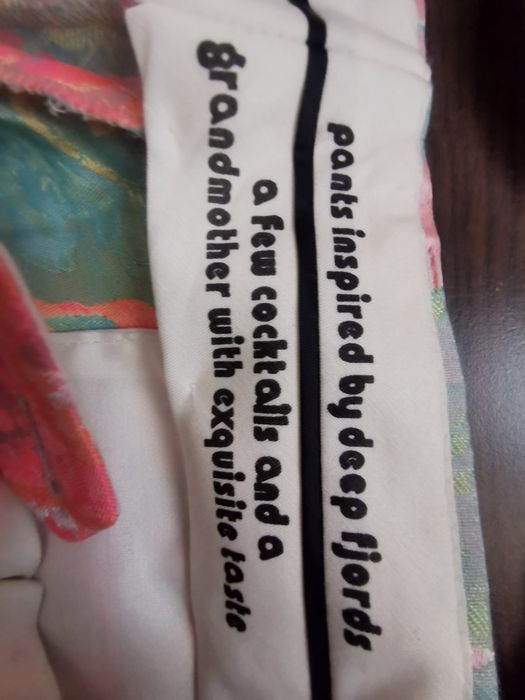 pants inspired by deep fjords
a few cocktails and a
grandmother with exquisite taste